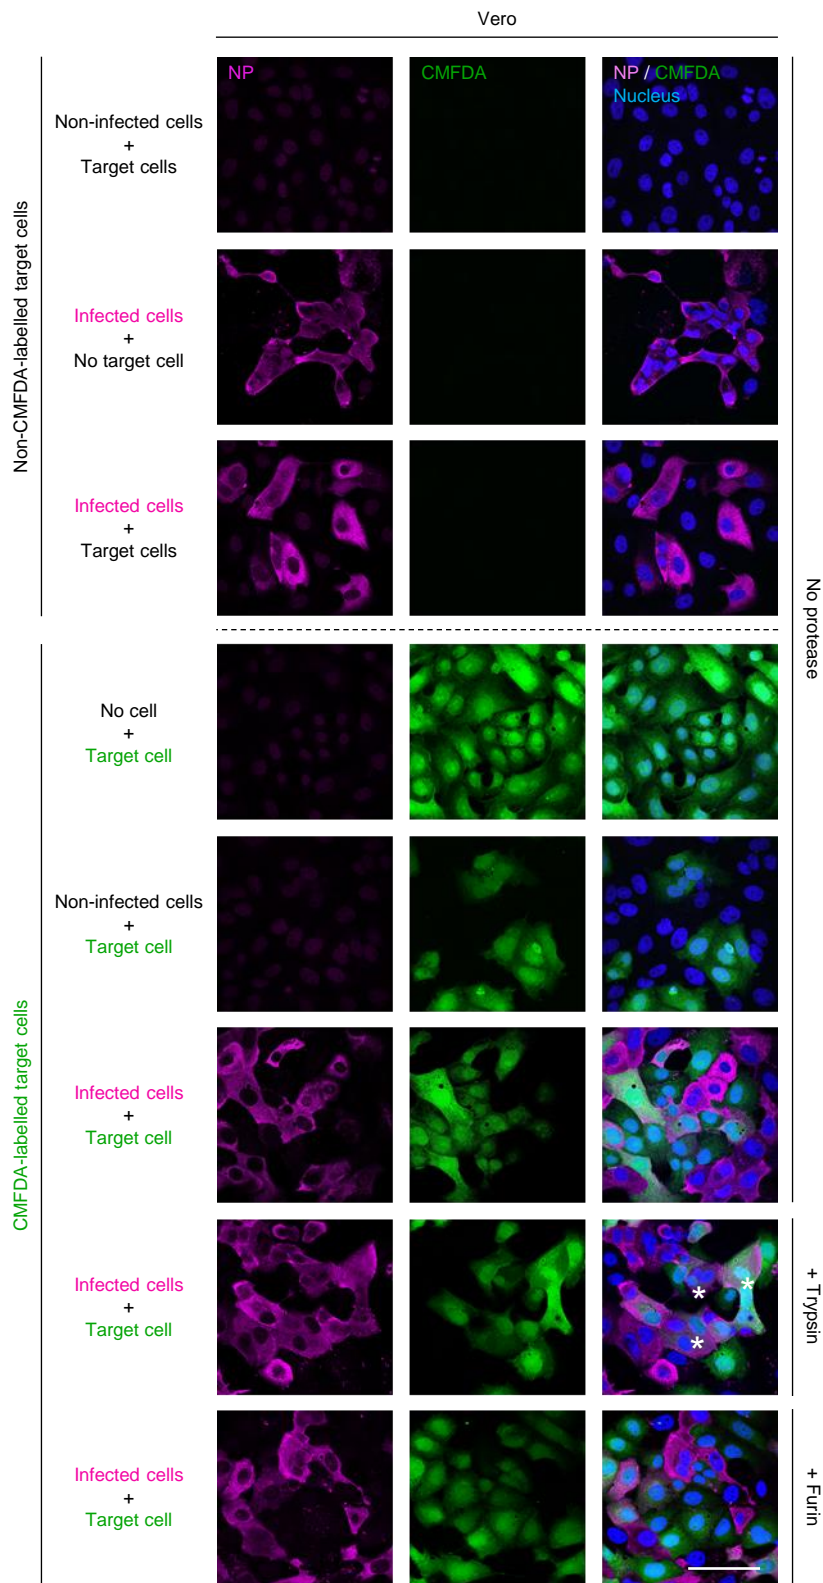 Vero
NP
CMFDA
NP / CMFDA
Nucleus
Non-CMFDA-labelled target cells
Non-infected cells
+
Target cells
Infected cells
+
No target cell
Infected cells
+
Target cells
No protease
CMFDA-labelled target cells
No cell
+
Target cell
Non-infected cells
+
Target cell
Infected cells
+
Target cell
Infected cells
+
Target cell
*
*
*
+ Trypsin
Infected cells
+
Target cell
+ Furin